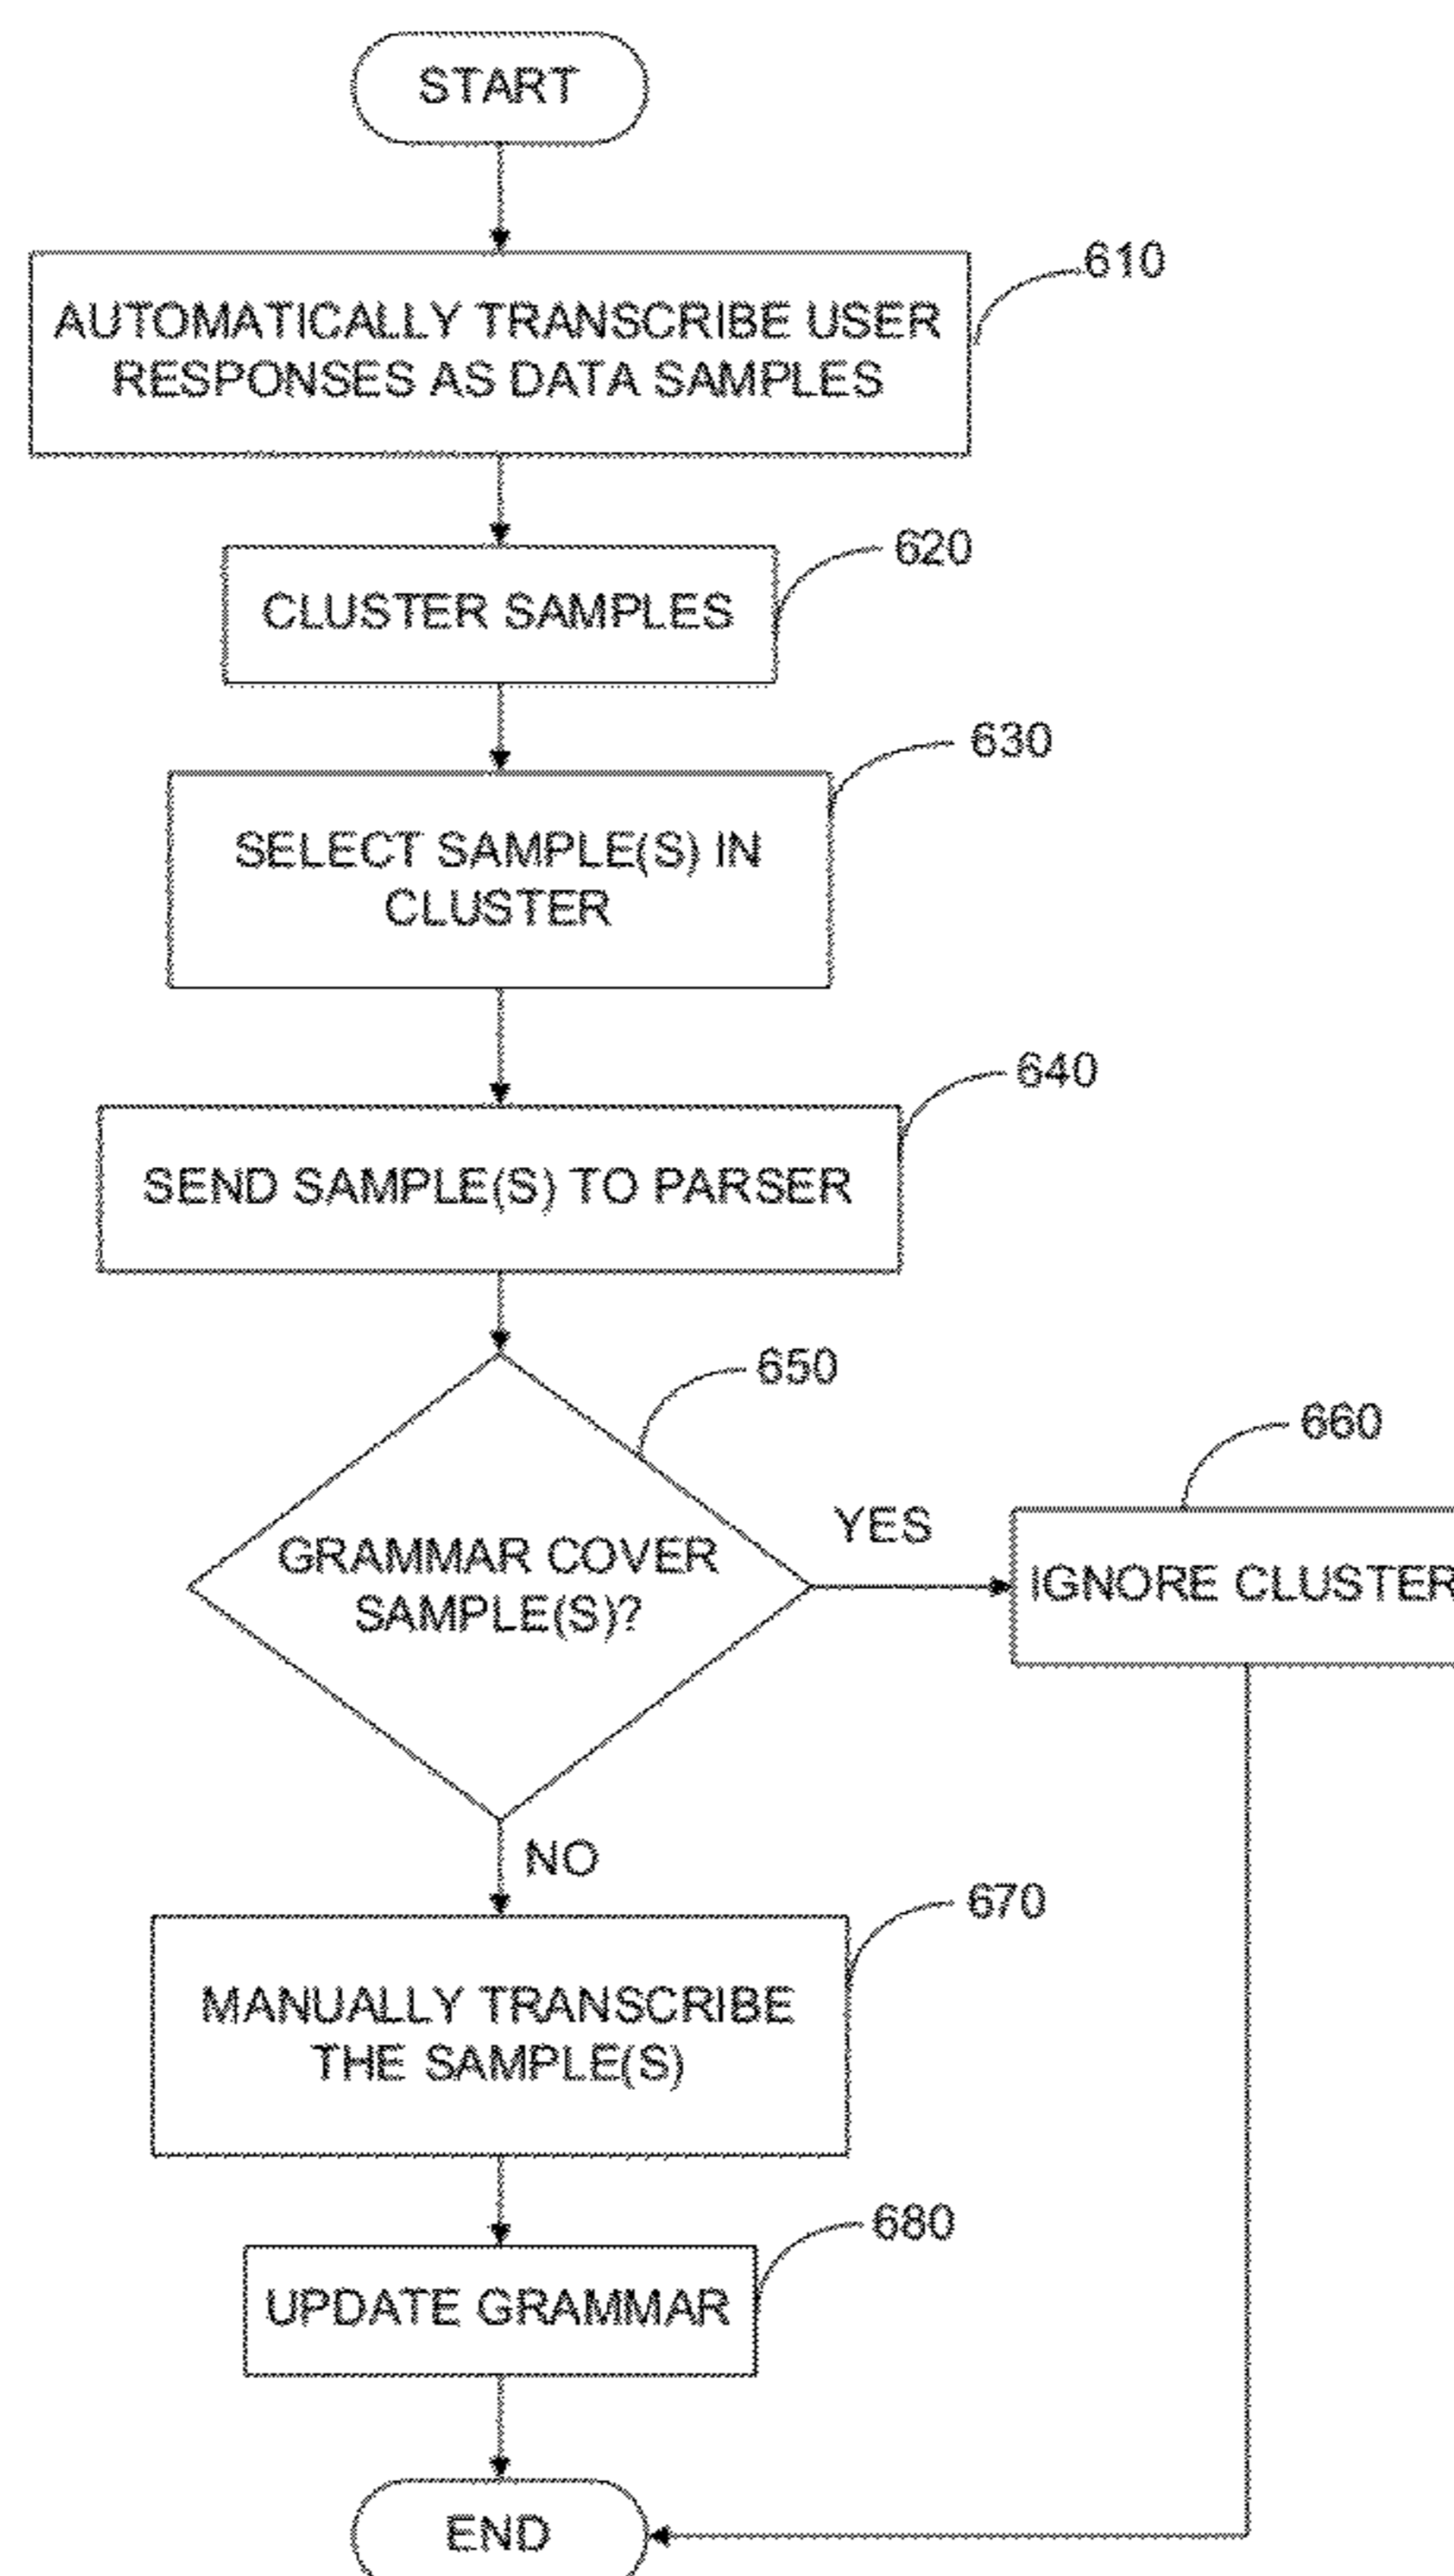 START
610
AUTOMATICALLY TRANSCRIBE USER
RESPONSES AS DATA SAMPLES
620
CLUSTER SAMPLES
630
SELECT SAMPLE(S) IN
CLUSTER
640
SEND SAMPLE(S) TO PARSER
650
GRAMMAR COVER
SAMPLE(S)?
YES
660
IGNORE CLUSTER
NO
670
MANUALLY TRANSCRIBE
THE SAMPLE(S)
680
UPDATE GRAMMAR
END